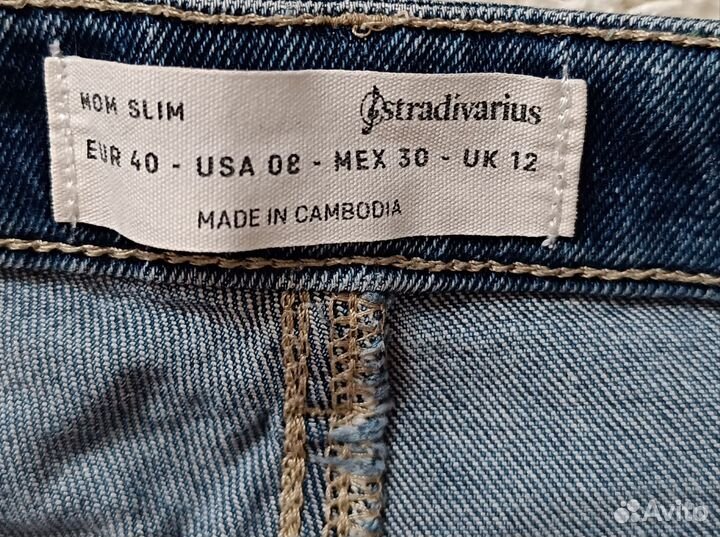 MOM SLIM
Stradivarius
EUR 40 - USA 08 - MEX 30 - UK 12
MADE IN CAMBODIA
Avito